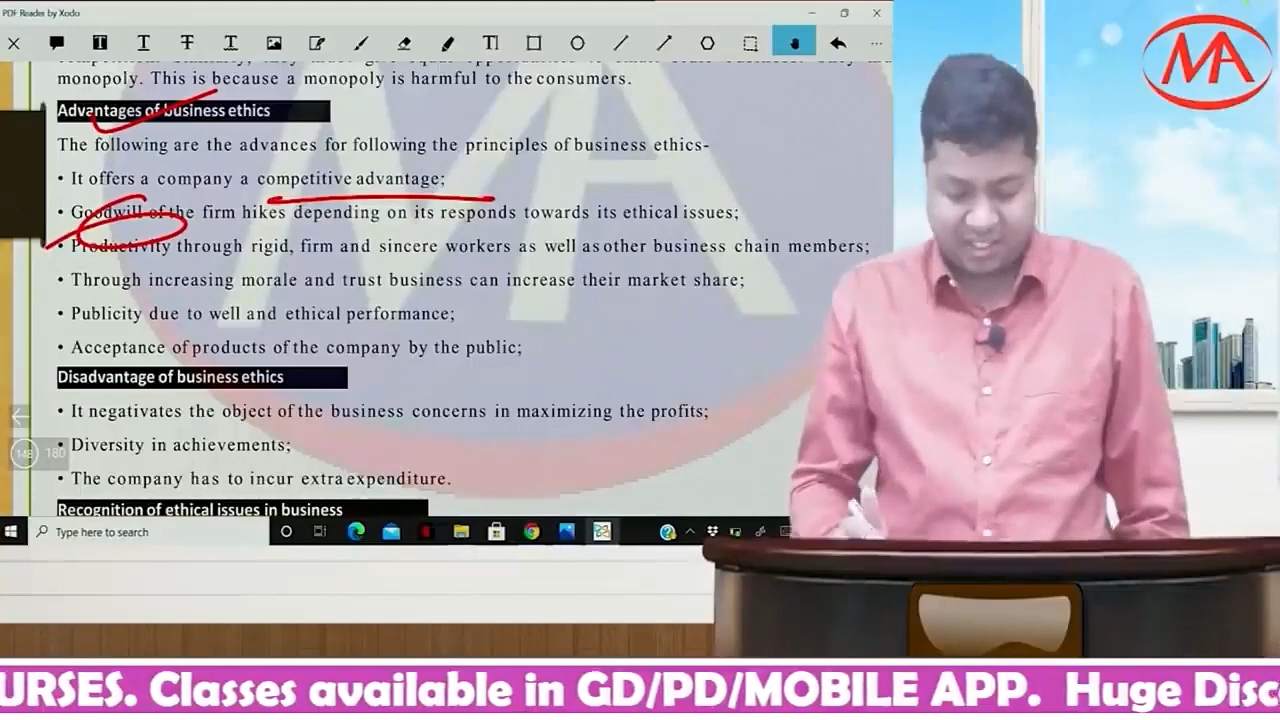 PDF Reader by Xodo
MA
monopoly. This is because a monopoly is harmful to the consumers.
Advantages of business ethics
The following are the advances for following the principles of business ethics-
• It offers a company a competitive advantage;
• Goodwill of the firm hikes depending on its responds towards its ethical issues;
• Productivity through rigid, firm and sincere workers as well as other business chain members;
• Through increasing morale and trust business can increase their market share;
• Publicity due to well and ethical performance;
• Acceptance of products of the company by the public;
Disadvantage of business ethics
• It negativates the object of the business concerns in maximizing the profits;
• Diversity in achievements;
148 180
• The company has to incur extra expenditure.
Recognition of ethical issues in business
Type here to search
URSES. Classes available in GD/PD/MOBILE APP. Huge Disc